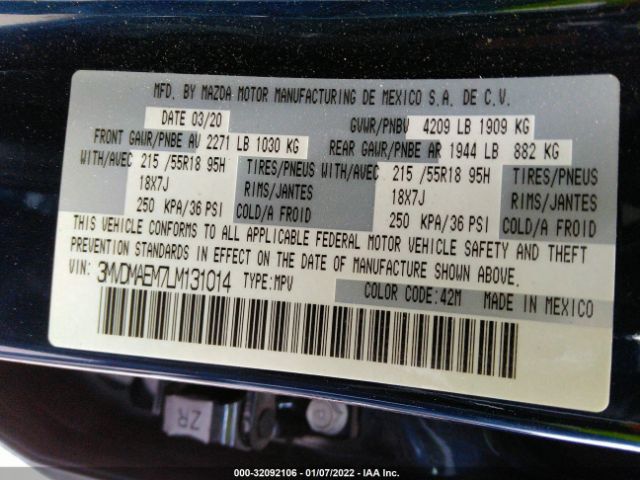 MFD. BY MAZDA MOTOR MANUFACTURING DE MEXICO S.A. DE C.V.
DATE 03/20 GVWR/PNBV 4209 LB 1909 KG
FRONT GAWR/PNBE AV 2271 LB 1030 KG REAR GAWR/PNBE AR 1944 LB 882 KG
WITH/AVEC 215 /55R18 95H TIRES/PNEUS WITH/AVEC 215 /55R18 95H TIRES/PNEUS
18X7J RIMS/JANTES 18X7J RIMS/JANTES
250 KPA/36 PSI COLD/A FROID 250 KPA/36 PSI COLD/A FROID
THIS VEHICLE CONFORMS TO ALL APPLICABLE FEDERAL MOTOR VEHICLE SAFETY AND THEFT
PREVENTION STANDARDS IN EFFECT ON THE DATE OF MANUFACTURE SHOWN ABOVE.
VIN: 3MVDMAEM7LM131014 TYPE:MPV COLOR CODE:42M MADE IN MEXICO
ZR
000-32092106 - 01/07/2022 - IAA Inc.